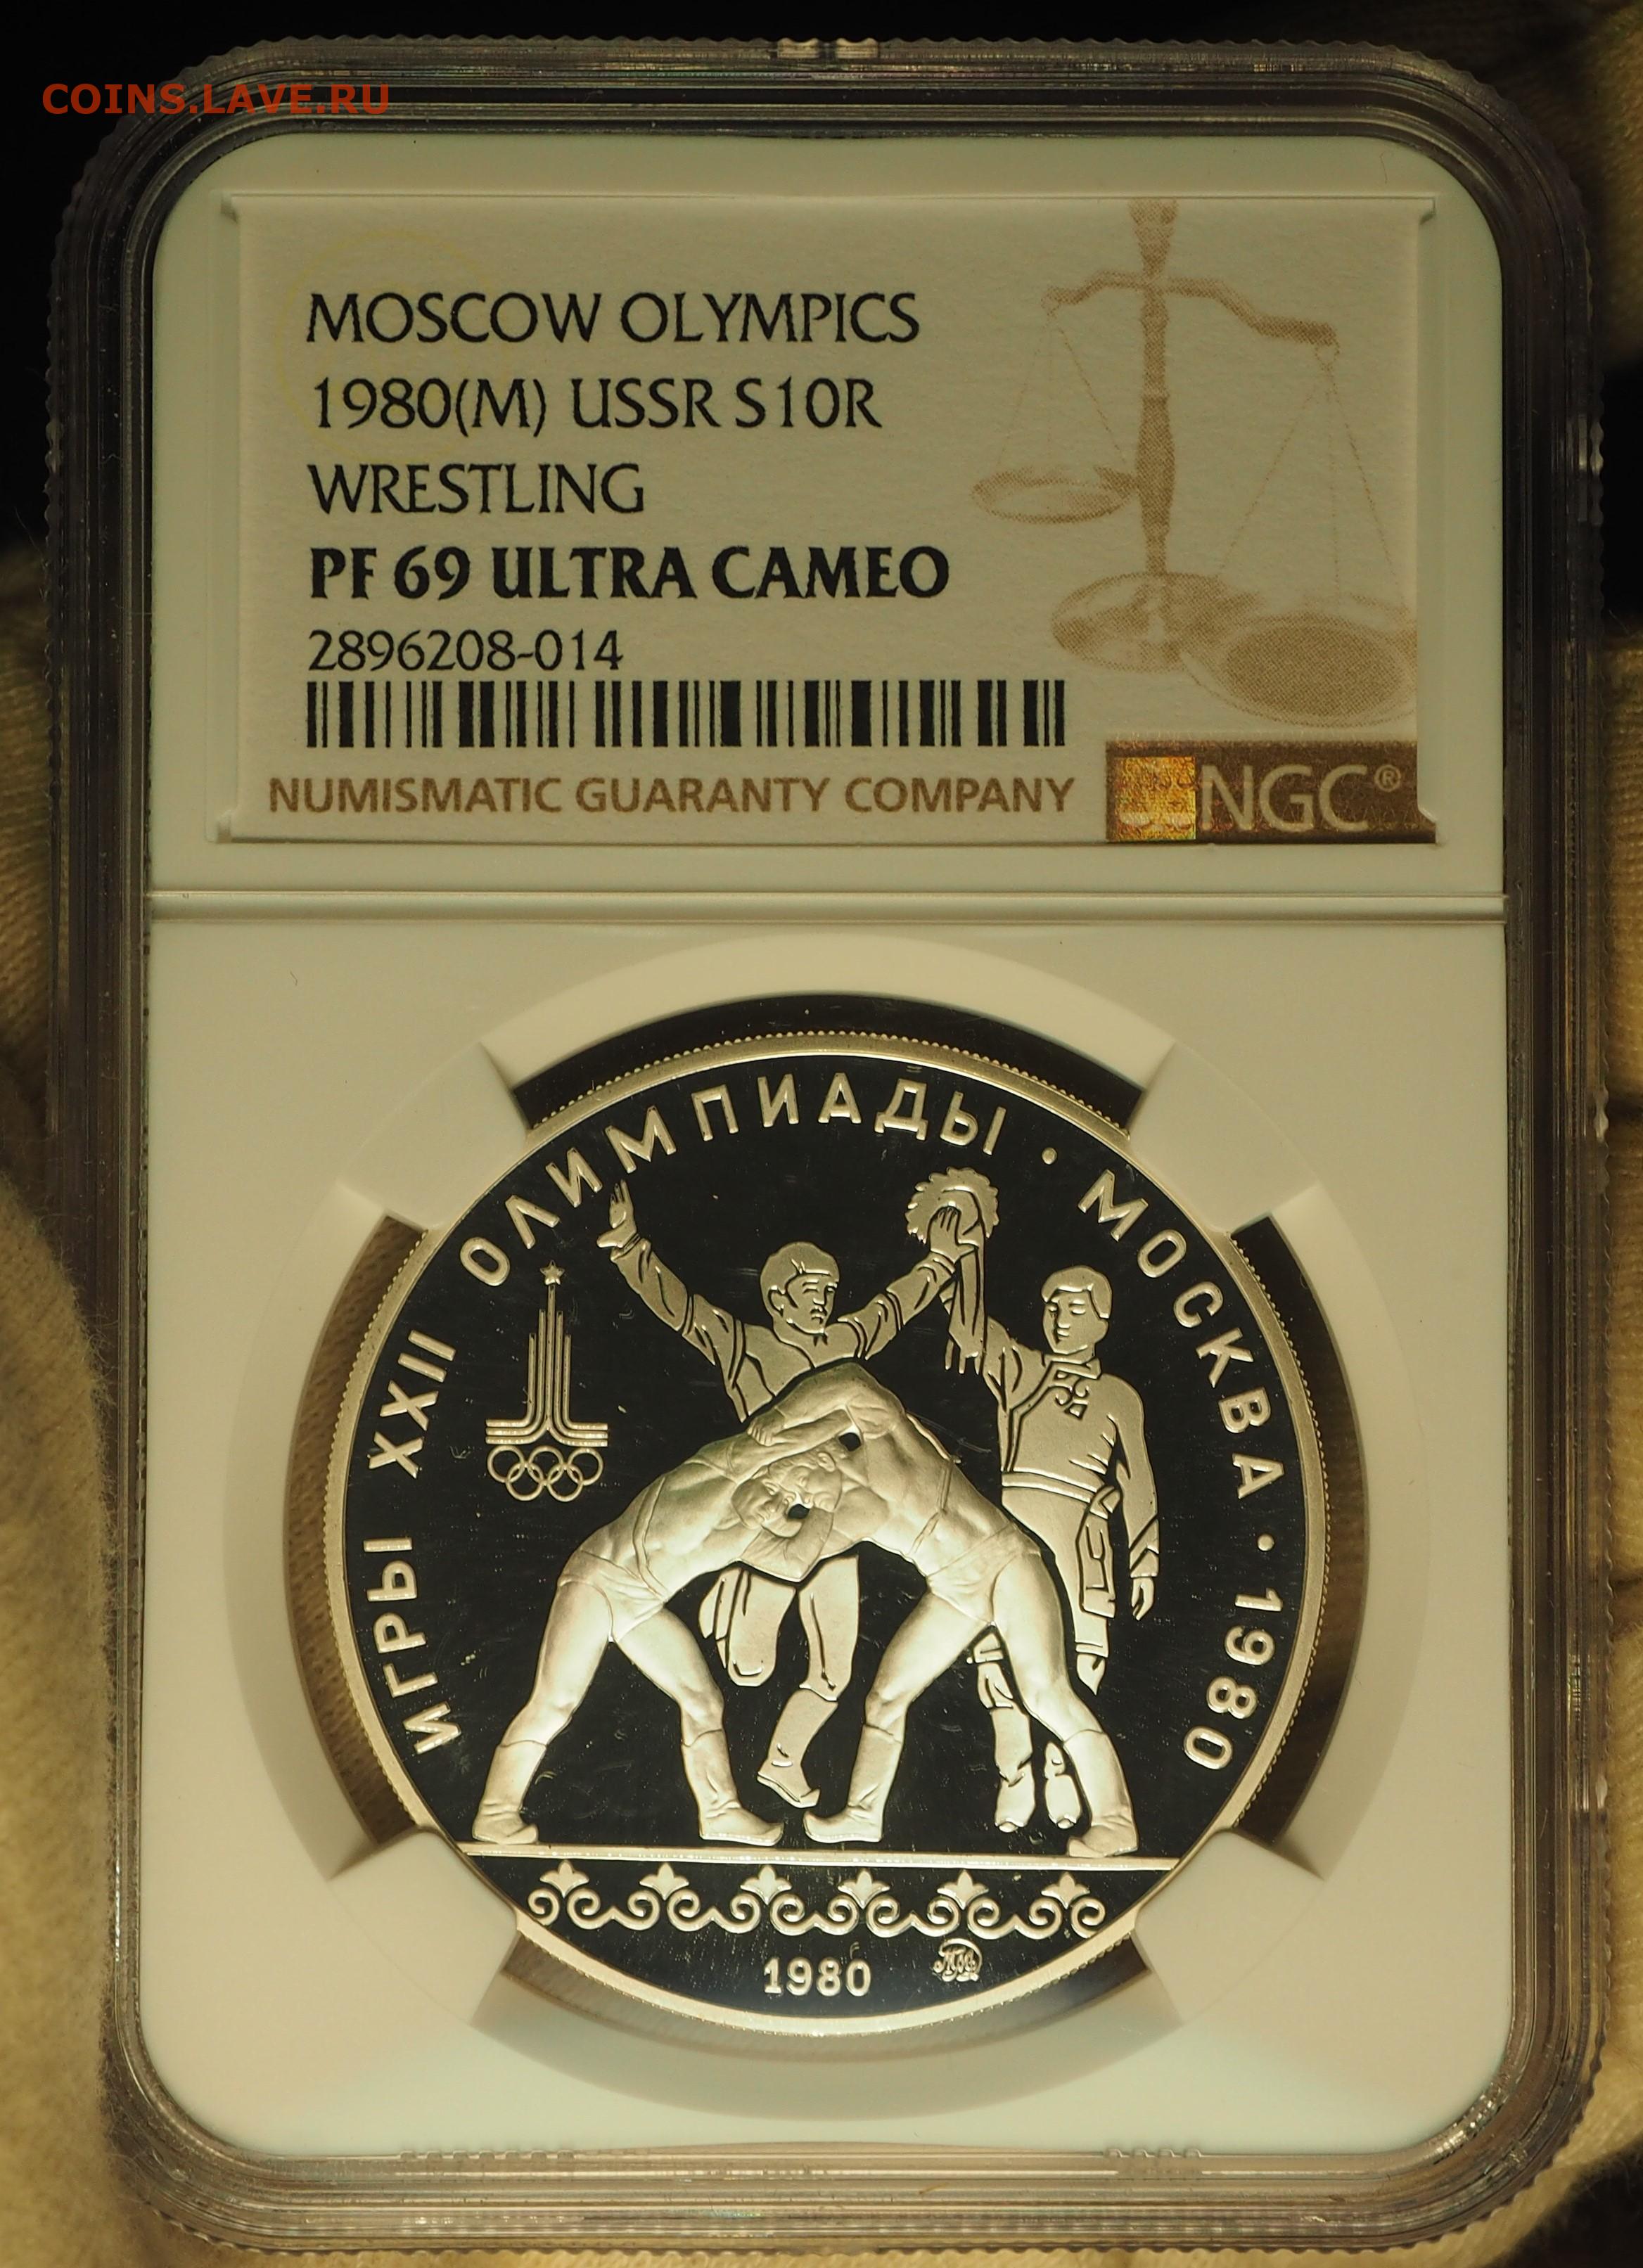 COINS.LAVE.RU
MOSCOW OLYMPICS
1980(M) USSR S10R
WRESTLING
PF 69 ULTRA CAMEO
2896208-014
NUMISMATIC GUARANTY COMPANY
NGC®
ИГРЫ XXII ОЛИМПИАДЫ · МОСКВА · 1980
1980